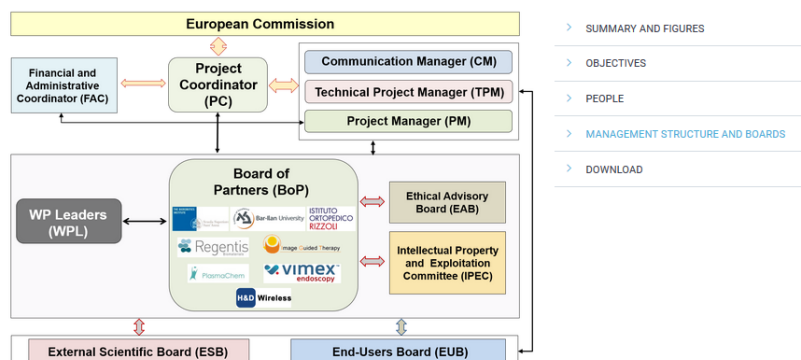 European Commission
Financial and
Administrative
Coordinator (FAC)
Project
Coordinator
(PC)
Communication Manager (CM)
Technical Project Manager (TPM)
Project Manager (PM)
WP Leaders
(WPL)
Board of
Partners (BoP)
Bar-Ilan University
ISTITUTO
ORTOPEDICO
RIZZOLI
Regentis
Image Guided Therapy
PlasmaChem
vimex
endoscopy
H&D Wireless
Ethical Advisory
Board (EAB)
Intellectual Property
and Exploitation
Committee (IPEC)
External Scientific Board (ESB)
End-Users Board (EUB)
SUMMARY AND FIGURES
OBJECTIVES
PEOPLE
MANAGEMENT STRUCTURE AND BOARDS
DOWNLOAD